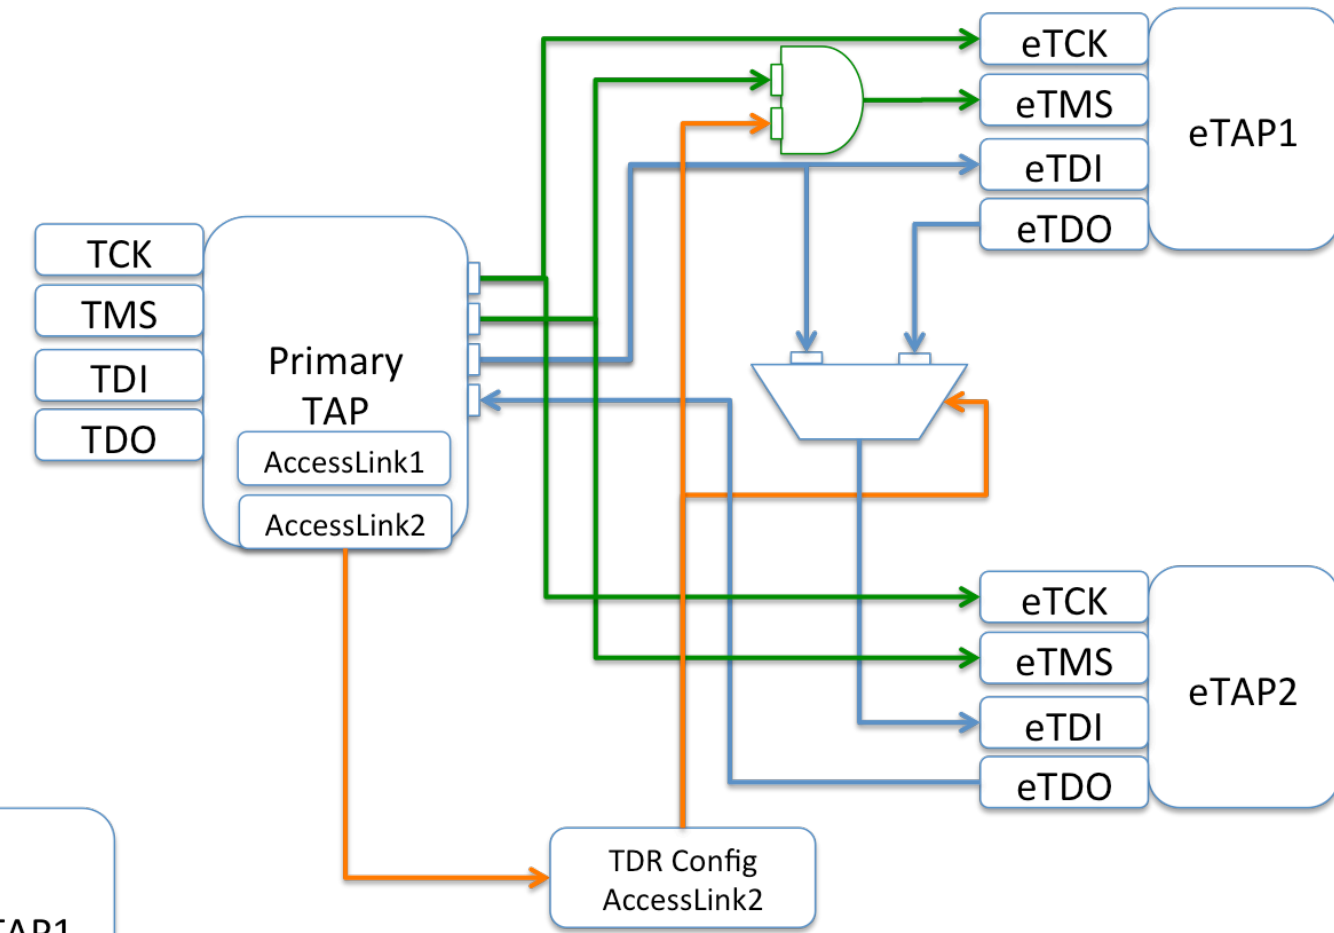 eTCK
eTMS
eTDI
eTDO
eTAP1
TCK
TMS
TDI
TDO
Primary
TAP
AccessLink1
AccessLink2
eTCK
eTMS
eTDI
eTDO
eTAP2
TDR Config
AccessLink2